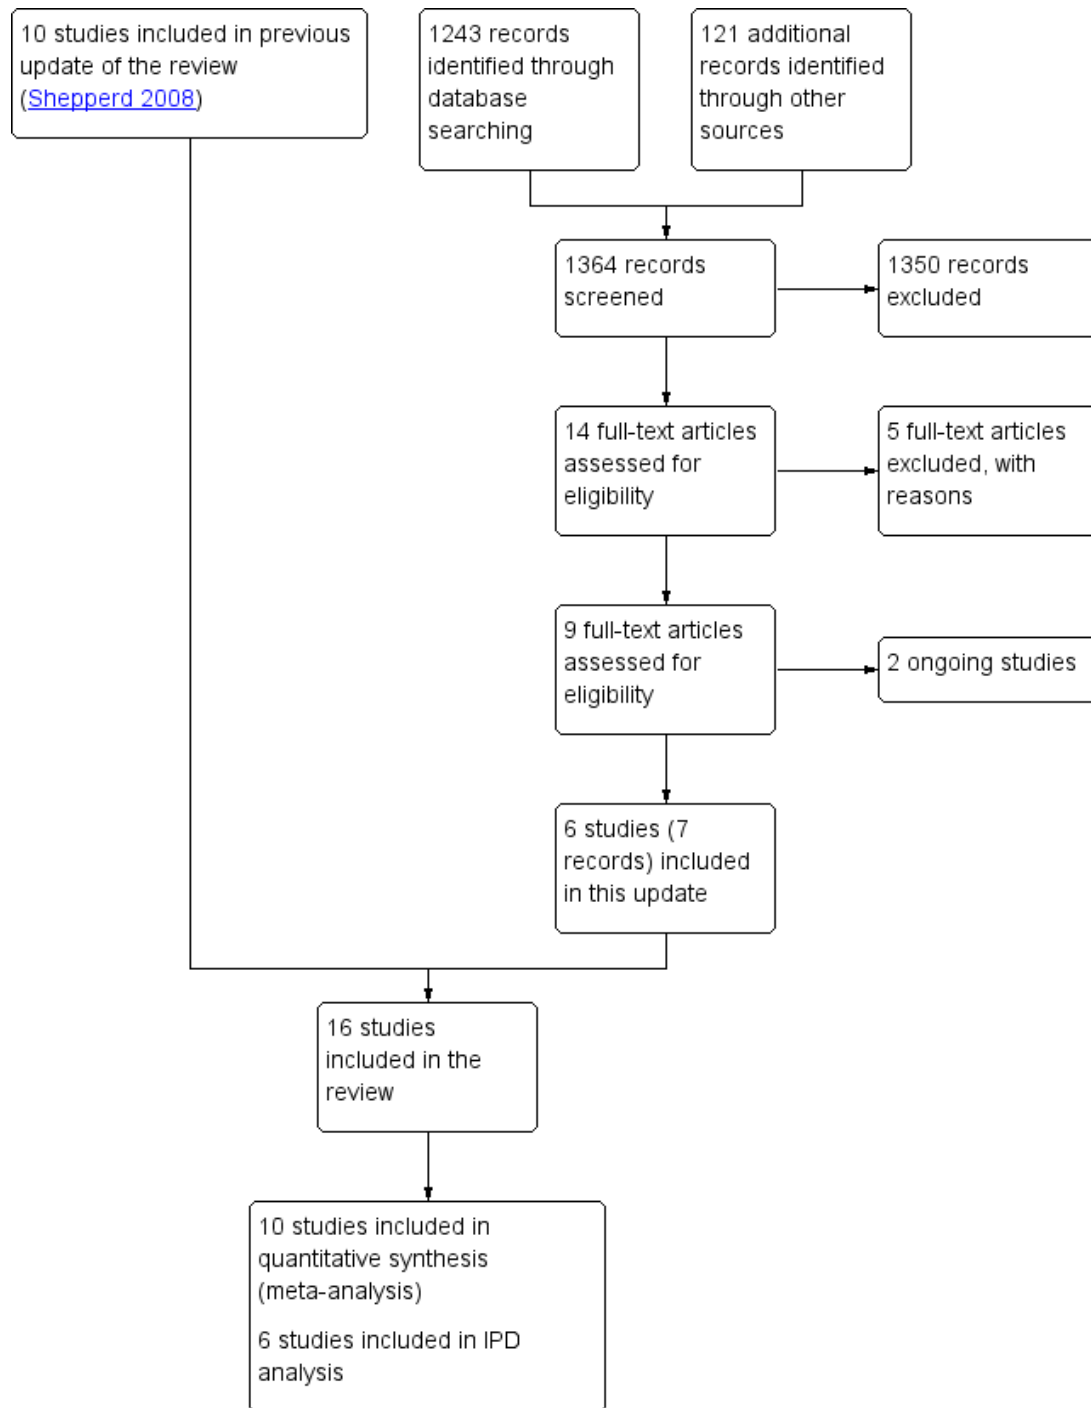 10 studies included in previous
update of the review
(Shepperd 2008)
1243 records
identified through
database
searching
121 additional
records identified
through other
sources
1364 records
screened
1350 records
excluded
14 full-text articles
assessed for
eligibility
5 full-text articles
excluded, with
reasons
9 full-text articles
assessed for
eligibility
2 ongoing studies
6 studies (7
records) included
in this update
16 studies
included in the
review
10 studies included in
quantitative synthesis
(meta-analysis)
6 studies included in IPD
analysis